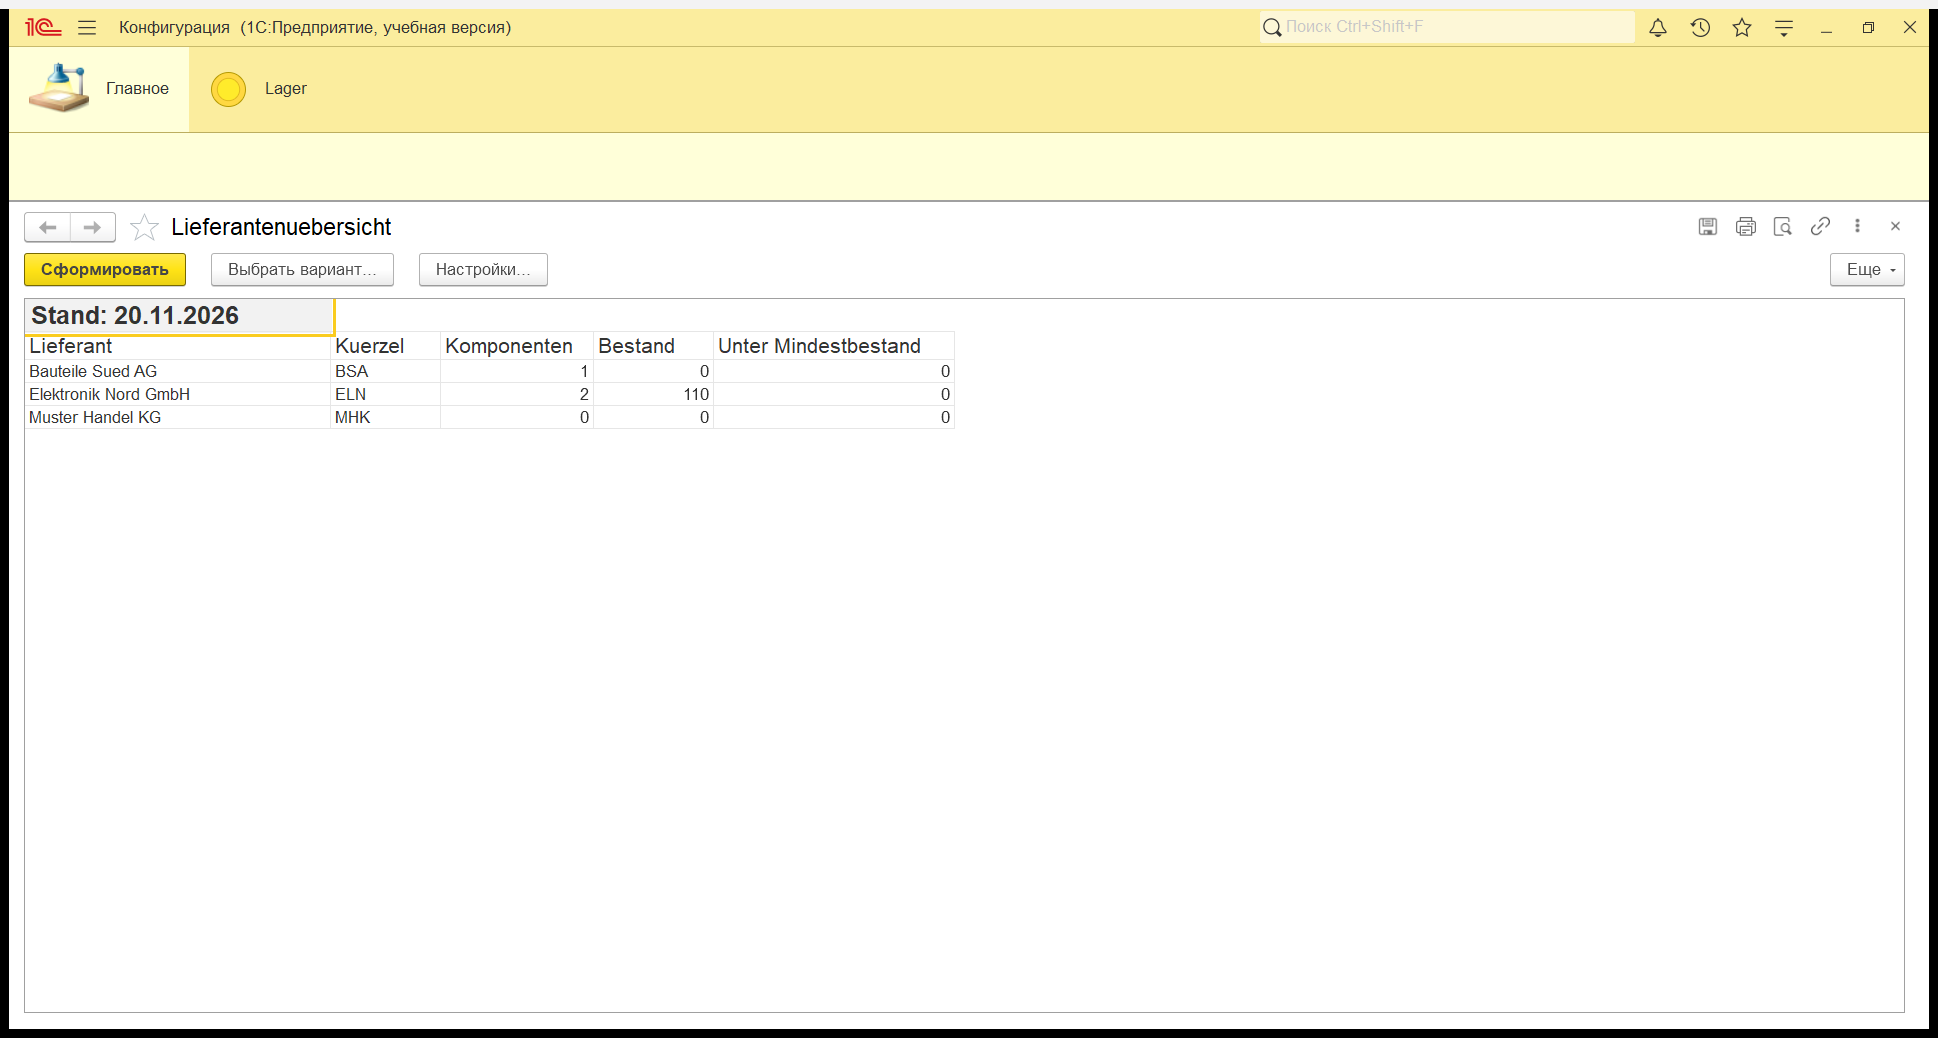 1С Конфигурация (1С:Предприятие, учебная версия) Поиск Ctrl+Shift+F
Главное Lager
Lieferantenuebersicht
Сформировать Выбрать вариант... Настройки... Еще
Stand: 20.11.2026
Lieferant Kuerzel Komponenten Bestand Unter Mindestbestand
Bauteile Sued AG BSA 1 0 0
Elektronik Nord GmbH ELN 2 110 0
Muster Handel KG MHK 0 0 0